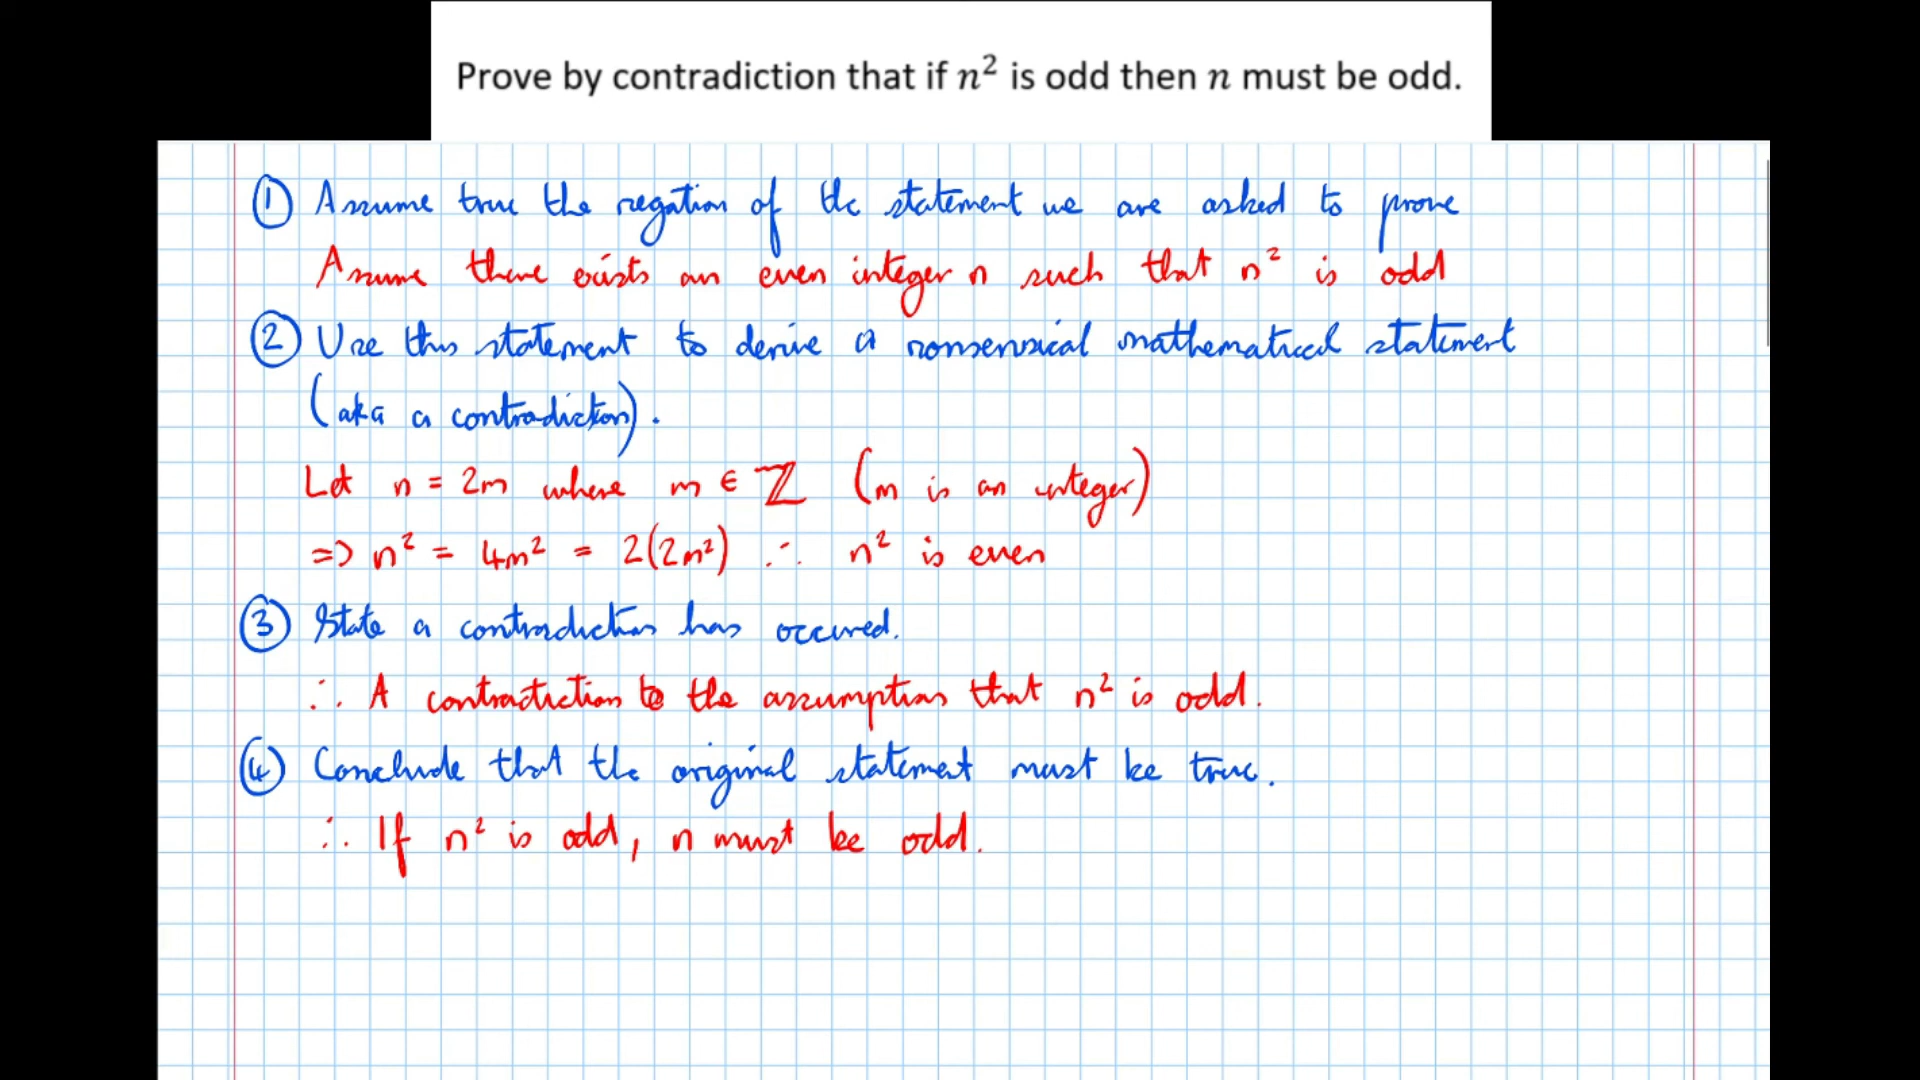 Prove by contradiction that if n² is odd then n must be odd.
① Assume true the negation of the statement we are asked to prove
Assume there exists an even integer n such that n² is odd
② Use this statement to derive a nonsensical mathematical statement
(aka a contradiction).
Let n = 2m where m ∈ ℤ (m is an integer)
=> n² = 4m² = 2(2m²) ∴ n² is even
③ State a contradiction has occured.
∴ A contradiction to the assumption that n² is odd.
④ Conclude that the original statement must be true.
∴ If n² is odd, n must be odd.